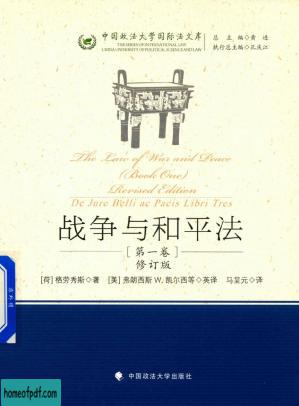 中国政法大学国际法文库
THE SERIES OF INTERNATIONAL LAW
CHINA UNIVERSITY OF POLITICAL SCIENCE AND LAW
总主编◎黄进
执行总主编◎孔庆江
The Law of War and Peace
(Book One)
Revised Edition
De Jure Belli ac Pacis Libri Tres
战争与和平法
[第一卷]
修订版
[荷]格劳秀斯◎著 [美]弗朗西斯 W.凯尔西等◎英译 马呈元◎译
中国政法大学出版社
homeofpdf.com